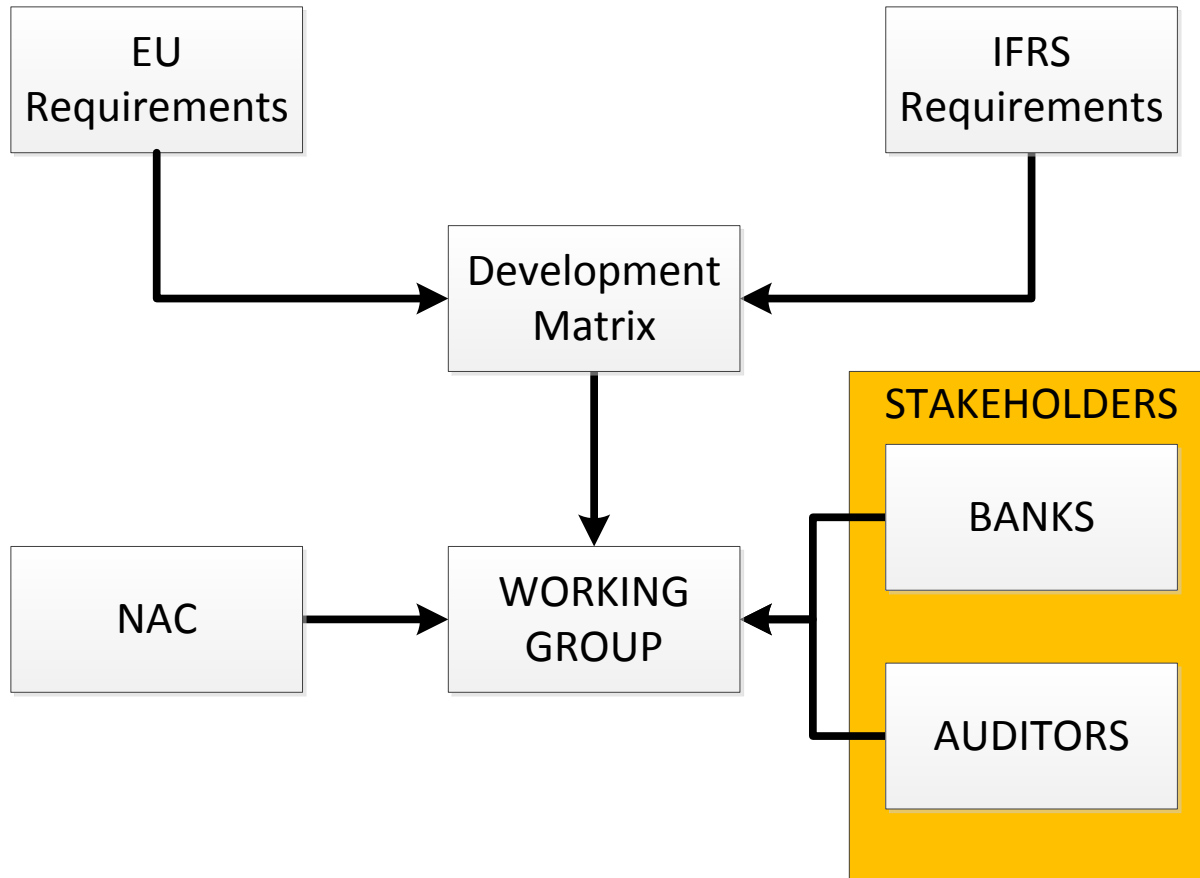 EU
Requirements
IFRS
Requirements
Development
Matrix
STAKEHOLDERS
BANKS
NAC
WORKING
GROUP
AUDITORS